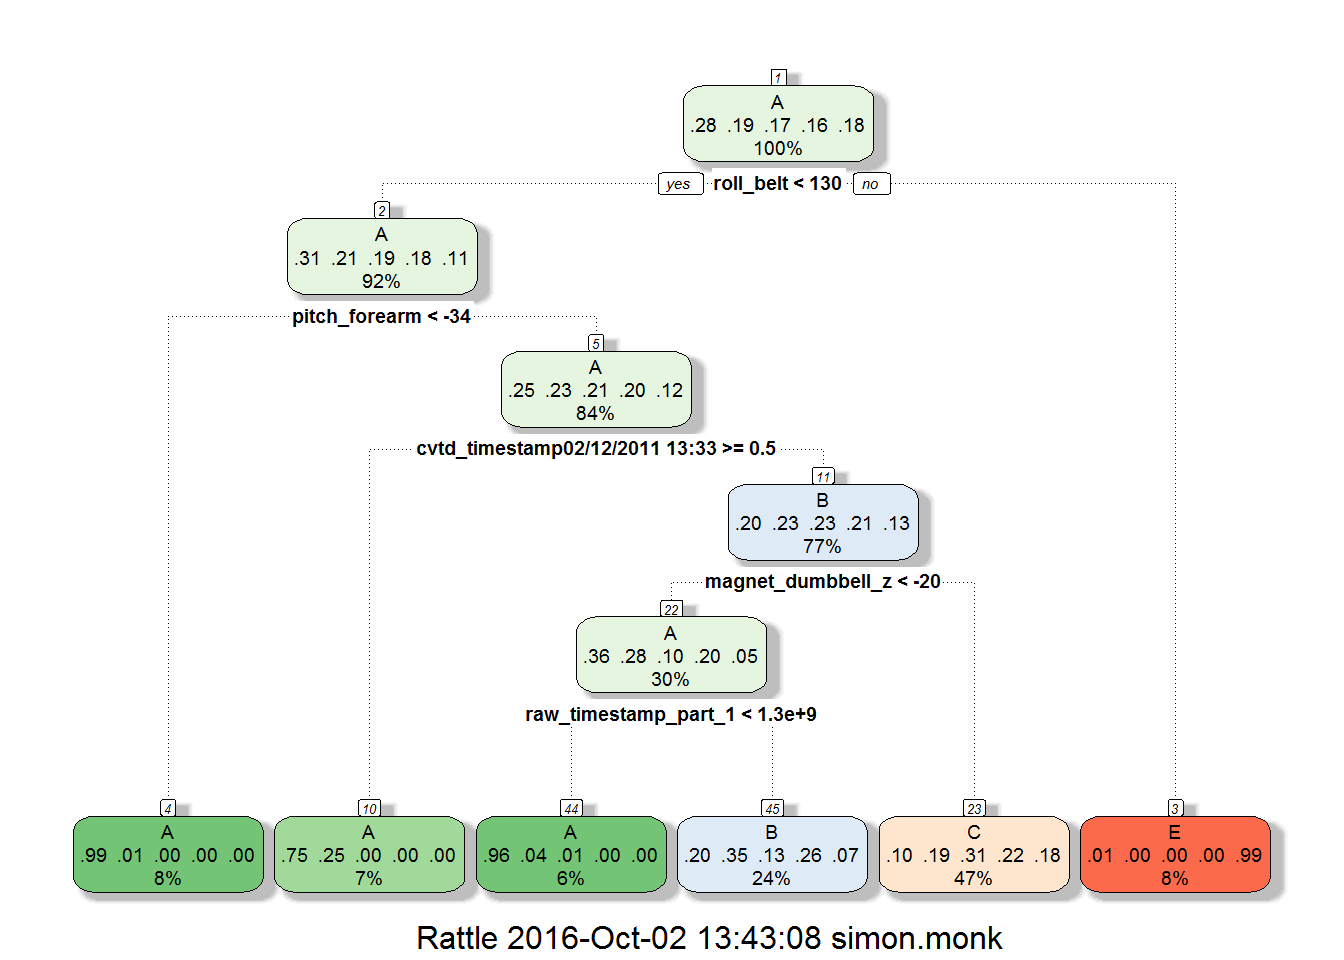 1
A
.28 .19 .17 .16 .18
100%
yes roll_belt < 130 no
2
A
.31 .21 .19 .18 .11
92%
pitch_forearm < -34
5
A
.25 .23 .21 .20 .12
84%
cvtd_timestamp02/12/2011 13:33 >= 0.5
11
B
.20 .23 .23 .21 .13
77%
magnet_dumbbell_z < -20
22
A
.36 .28 .10 .20 .05
30%
raw_timestamp_part_1 < 1.3e+9
4
A
.99 .01 .00 .00 .00
8%
10
A
.75 .25 .00 .00 .00
7%
44
A
.96 .04 .01 .00 .00
6%
45
B
.20 .35 .13 .26 .07
24%
23
C
.10 .19 .31 .22 .18
47%
3
E
.01 .00 .00 .00 .99
8%
Rattle 2016-Oct-02 13:43:08 simon.monk